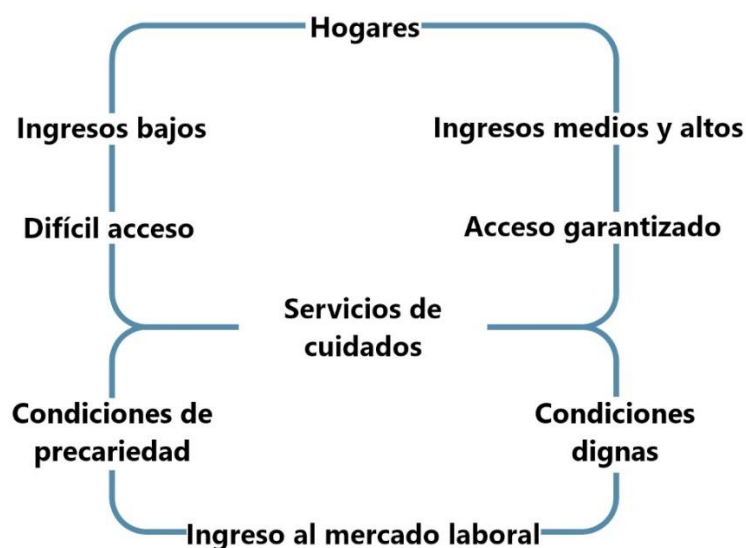 Hogares
Ingresos bajos
Ingresos medios y altos
Difícil acceso
Acceso garantizado
Servicios de
cuidados
Condiciones de
precariedad
Condiciones
dignas
Ingreso al mercado laboral